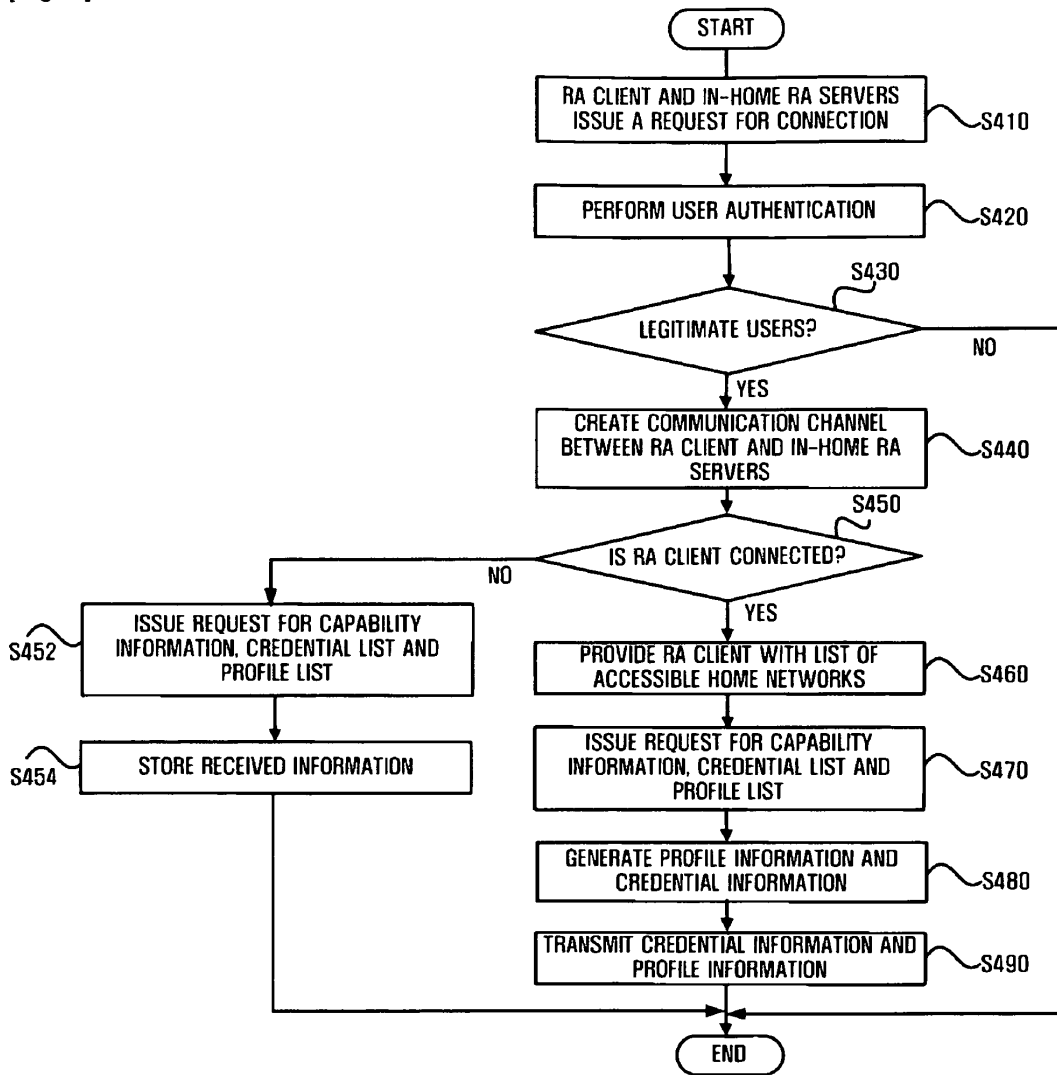 START
RA CLIENT AND IN-HOME RA SERVERS
ISSUE A REQUEST FOR CONNECTION
S410
PERFORM USER AUTHENTICATION
S420
S430
LEGITIMATE USERS?
NO
YES
CREATE COMMUNICATION CHANNEL
BETWEEN RA CLIENT AND IN-HOME RA
SERVERS
S440
S450
IS RA CLIENT CONNECTED?
NO
YES
ISSUE REQUEST FOR CAPABILITY
INFORMATION, CREDENTIAL LIST AND
PROFILE LIST
S452
STORE RECEIVED INFORMATION
S454
PROVIDE RA CLIENT WITH LIST OF
ACCESSIBLE HOME NETWORKS
S460
ISSUE REQUEST FOR CAPABILITY
INFORMATION, CREDENTIAL LIST AND
PROFILE LIST
S470
GENERATE PROFILE INFORMATION AND
CREDENTIAL INFORMATION
S480
TRANSMIT CREDENTIAL INFORMATION AND
PROFILE INFORMATION
S490
END